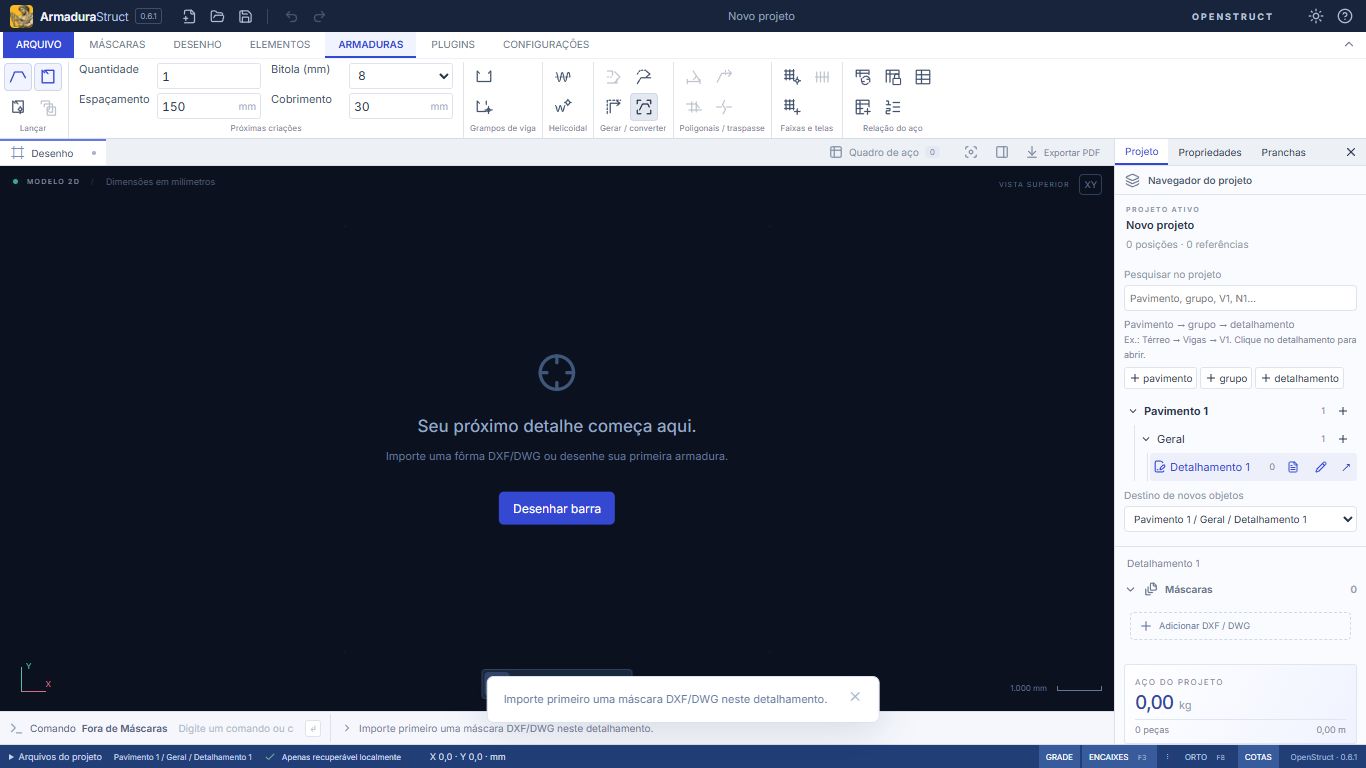 ArmaduraStruct 0.6.1 Novo projeto OPENSTRUCT
ARQUIVO MÁSCARAS DESENHO ELEMENTOS ARMADURAS PLUGINS CONFIGURAÇÕES
Quantidade 1 Bitola (mm) 8
Espaçamento 150 mm Cobrimento 30 mm
Lançar Próximas criações Grampos de viga Helicoidal Gerar / converter Poligonais / traspasse Faixas e telas Relação do aço
Desenho Quadro de aço 0 Exportar PDF
MODELO 2D / Dimensões em milímetros VISTA SUPERIOR XY
Seu próximo detalhe começa aqui.
Importe uma fôrma DXF/DWG ou desenhe sua primeira armadura.
Desenhar barra
Y
X
1.000 mm
Importe primeiro uma máscara DXF/DWG neste detalhamento.
Comando Fora de Máscaras Digite um comando ou c Importe primeiro uma máscara DXF/DWG neste detalhamento.
Projeto Propriedades Pranchas
Navegador do projeto
PROJETO ATIVO
Novo projeto
0 posições · 0 referências
Pesquisar no projeto
Pavimento, grupo, V1, N1...
Pavimento → grupo → detalhamento
Ex.: Térreo → Vigas → V1. Clique no detalhamento para
abrir.
+ pavimento + grupo + detalhamento
Pavimento 1 1 +
Geral 1 +
Detalhamento 1 0
Destino de novos objetos
Pavimento 1 / Geral / Detalhamento 1
Detalhamento 1
Máscaras 0
+ Adicionar DXF / DWG
AÇO DO PROJETO
0,00 kg
0 peças 0,00 m
Arquivos do projeto Pavimento 1 / Geral / Detalhamento 1 Apenas recuperável localmente X 0,0 · Y 0,0 · mm GRADE ENCAIXES F3 ORTO F8 COTAS OpenStruct · 0.6.1